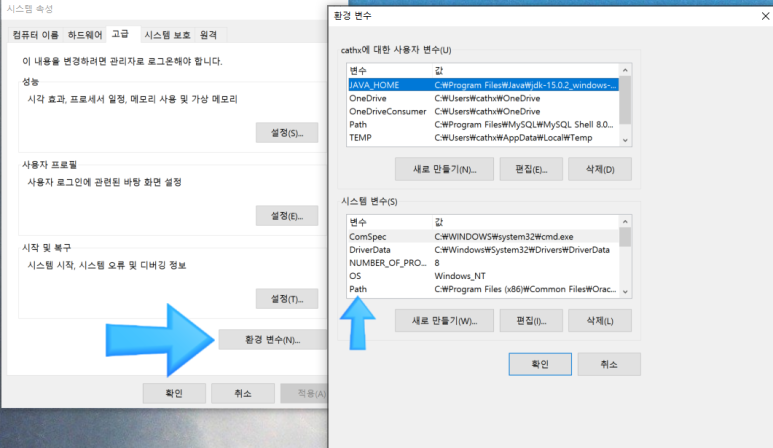 시스템 속성
컴퓨터 이름 하드웨어 고급 시스템 보호 원격
이 내용을 변경하려면 관리자로 로그온해야 합니다.
성능
시각 효과, 프로세서 일정, 메모리 사용 및 가상 메모리
설정(S)...
사용자 프로필
사용자 로그인에 관련된 바탕 화면 설정
설정(E)...
시작 및 복구
시스템 시작, 시스템 오류 및 디버깅 정보
설정(T)...
환경 변수(N)...
확인 취소 적용(A)
환경 변수
cathx에 대한 사용자 변수(U)
변수 값
JAVA_HOME C:₩Program Files₩Java₩jdk-15.0.2_windows-...
OneDrive C:₩Users₩cathx₩OneDrive
OneDriveConsumer C:₩Users₩cathx₩OneDrive
Path C:₩Program Files₩MySQL₩MySQL Shell 8.0...
TEMP C:₩Users₩cathx₩AppData₩Local₩Temp
새로 만들기(N)... 편집(E)... 삭제(D)
시스템 변수(S)
변수 값
ComSpec C:₩WINDOWS₩system32₩cmd.exe
DriverData C:₩Windows₩System32₩Drivers₩DriverData
NUMBER_OF_PRO... 8
OS Windows_NT
Path C:₩Program Files (x86)₩Common Files₩Orac...
새로 만들기(W)... 편집(I)... 삭제(L)
확인 취소